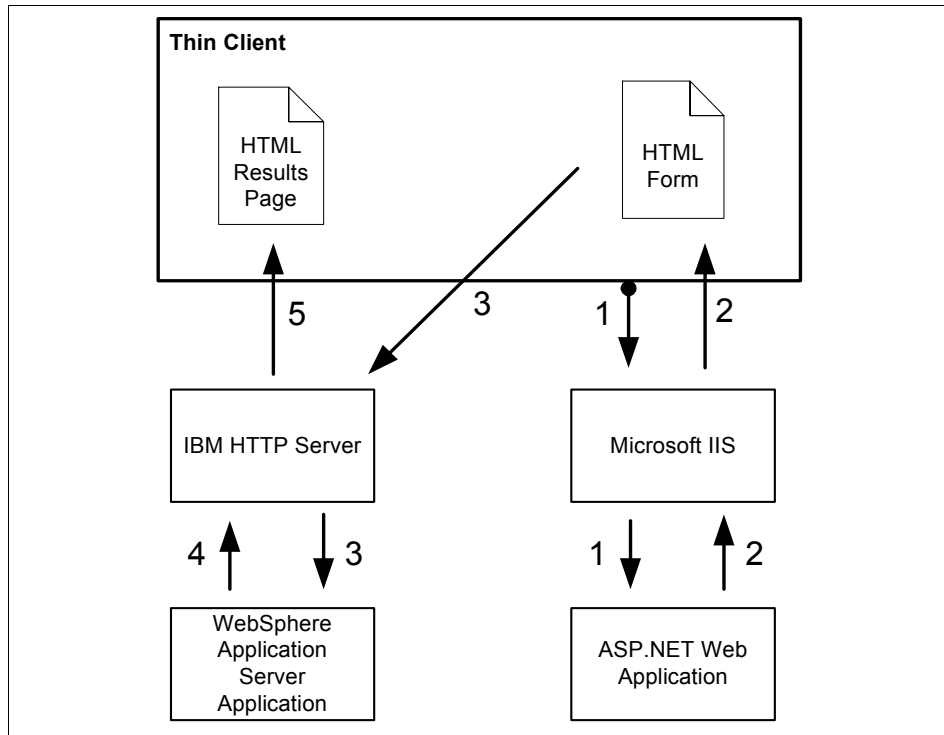 Thin Client
HTML
Results
Page
HTML
Form
5
3
1
2
IBM HTTP Server
Microsoft IIS
4
3
1
2
WebSphere
Application
Server
Application
ASP.NET Web
Application